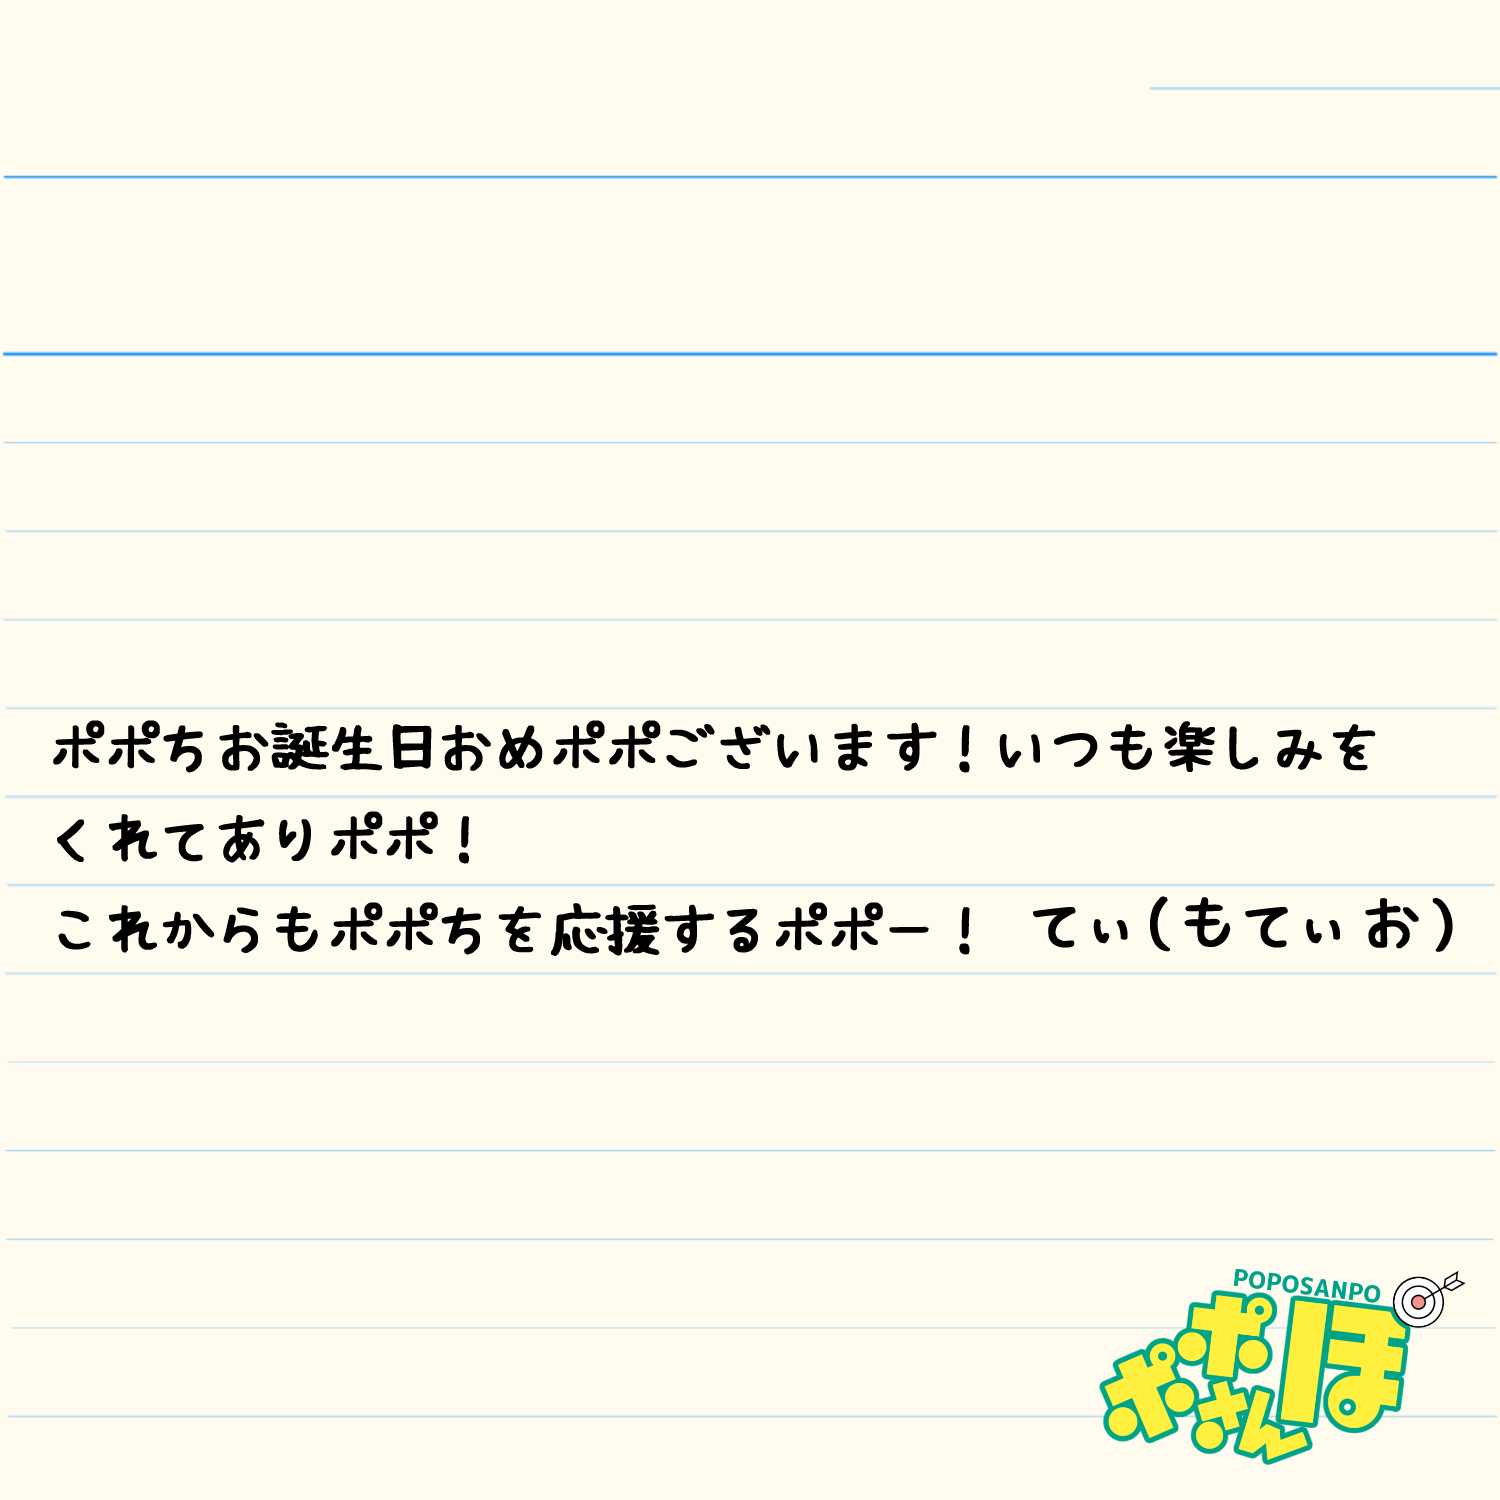 ポポちお誕生日おめポポございます！いつも楽しみを
くれてありポポ！
これからもポポちを応援するポポー！ てぃ(もてぃお)
POPOSANPO
ポポさんぽ